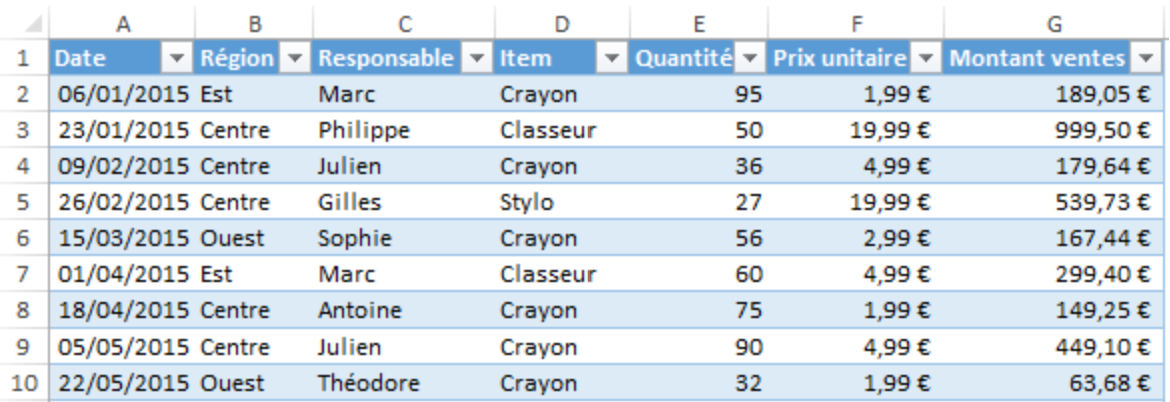 A B C D E F G
1 Date Région Responsable Item Quantité Prix unitaire Montant ventes
2 06/01/2015 Est Marc Crayon 95 1,99 € 189,05 €
3 23/01/2015 Centre Philippe Classeur 50 19,99 € 999,50 €
4 09/02/2015 Centre Julien Crayon 36 4,99 € 179,64 €
5 26/02/2015 Centre Gilles Stylo 27 19,99 € 539,73 €
6 15/03/2015 Ouest Sophie Crayon 56 2,99 € 167,44 €
7 01/04/2015 Est Marc Classeur 60 4,99 € 299,40 €
8 18/04/2015 Centre Antoine Crayon 75 1,99 € 149,25 €
9 05/05/2015 Centre Julien Crayon 90 4,99 € 449,10 €
10 22/05/2015 Ouest Théodore Crayon 32 1,99 € 63,68 €